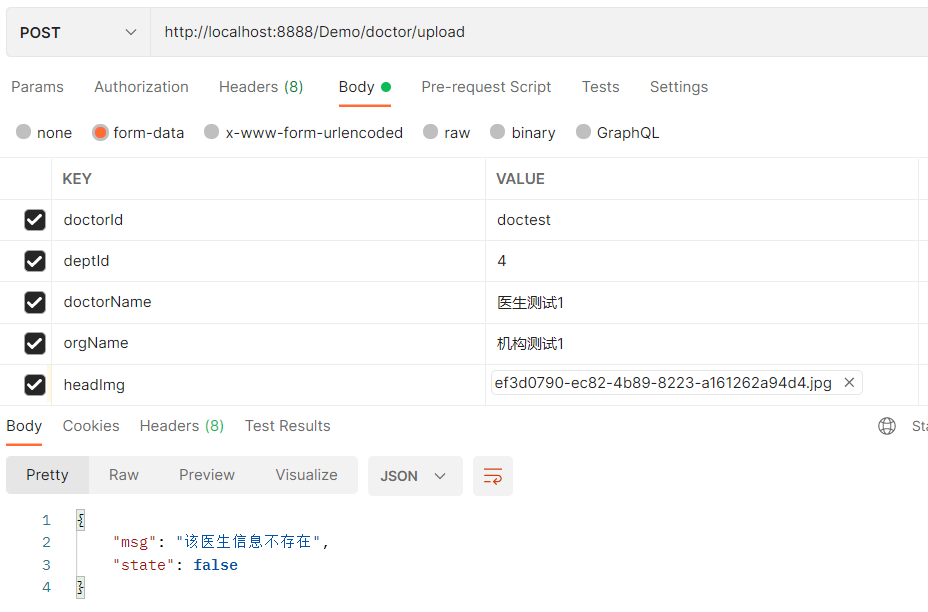 POST http://localhost:8888/Demo/doctor/upload
Params Authorization Headers (8) Body Pre-request Script Tests Settings
none form-data x-www-form-urlencoded raw binary GraphQL
KEY VALUE
doctorId doctest
deptId 4
doctorName 医生测试1
orgName 机构测试1
headImg ef3d0790-ec82-4b89-8223-a161262a94d4.jpg
Body Cookies Headers (8) Test Results
Pretty Raw Preview Visualize JSON
1 {
2 "msg": "该医生信息不存在",
3 "state": false
4 }